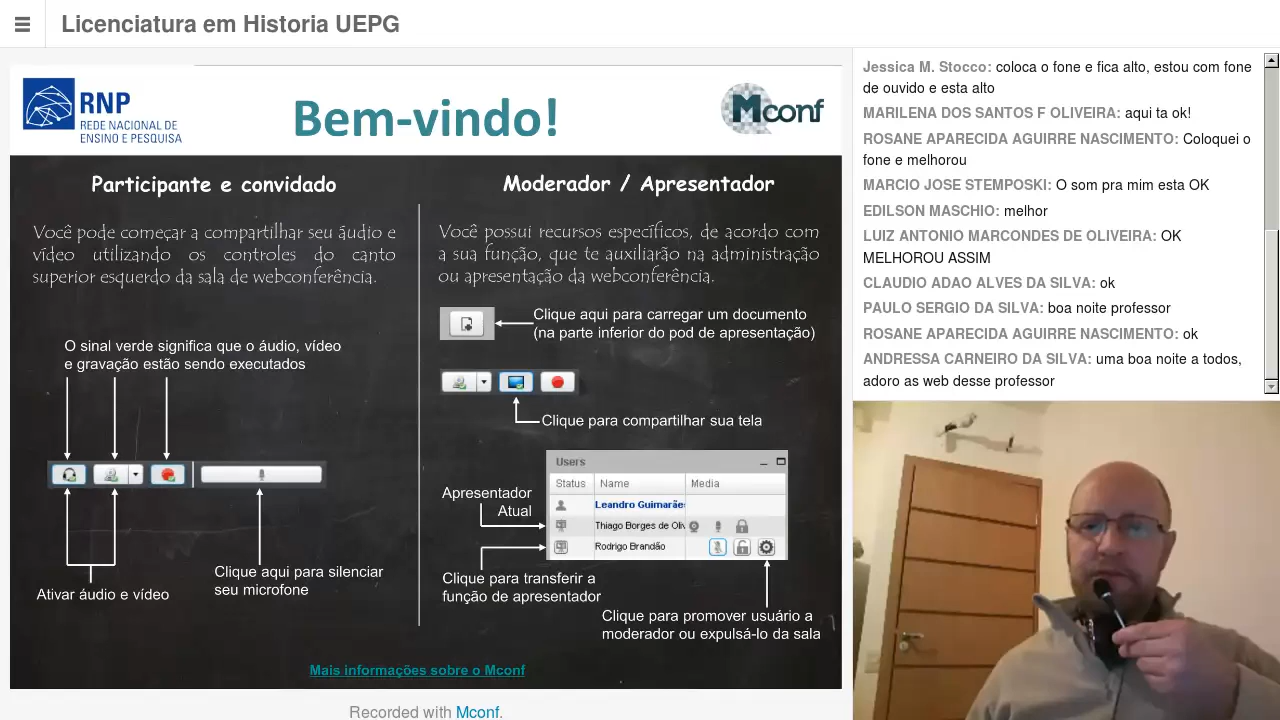 Licenciatura em Historia UEPG
RNP
REDE NACIONAL DE
ENSINO E PESQUISA
Bem-vindo!
Mconf
Participante e convidado
Você pode começar a compartilhar seu áudio e
vídeo utilizando os controles do canto
superior esquerdo da sala de webconferência.
O sinal verde significa que o áudio, vídeo
e gravação estão sendo executados
Ativar áudio e vídeo
Clique aqui para silenciar
seu microfone
Moderador / Apresentador
Você possui recursos específicos, de acordo com
a sua função, que te auxiliarão na administração
ou apresentação da webconferência.
Clique aqui para carregar um documento
(na parte inferior do pod de apresentação)
Clique para compartilhar sua tela
Users
Status Name Media
Leandro Guimarães
Thiago Borges de Oliv
Rodrigo Brandão
Apresentador
Atual
Clique para transferir a
função de apresentador
Clique para promover usuário a
moderador ou expulsá-lo da sala
Mais informações sobre o Mconf
Recorded with Mconf.
Jessica M. Stocco: coloca o fone e fica alto, estou com fone
de ouvido e esta alto
MARILENA DOS SANTOS F OLIVEIRA: aqui ta ok!
ROSANE APARECIDA AGUIRRE NASCIMENTO: Coloquei o
fone e melhorou
MARCIO JOSE STEMPOSKI: O som pra mim esta OK
EDILSON MASCHIO: melhor
LUIZ ANTONIO MARCONDES DE OLIVEIRA: OK
MELHOROU ASSIM
CLAUDIO ADAO ALVES DA SILVA: ok
PAULO SERGIO DA SILVA: boa noite professor
ROSANE APARECIDA AGUIRRE NASCIMENTO: ok
ANDRESSA CARNEIRO DA SILVA: uma boa noite a todos,
adoro as web desse professor